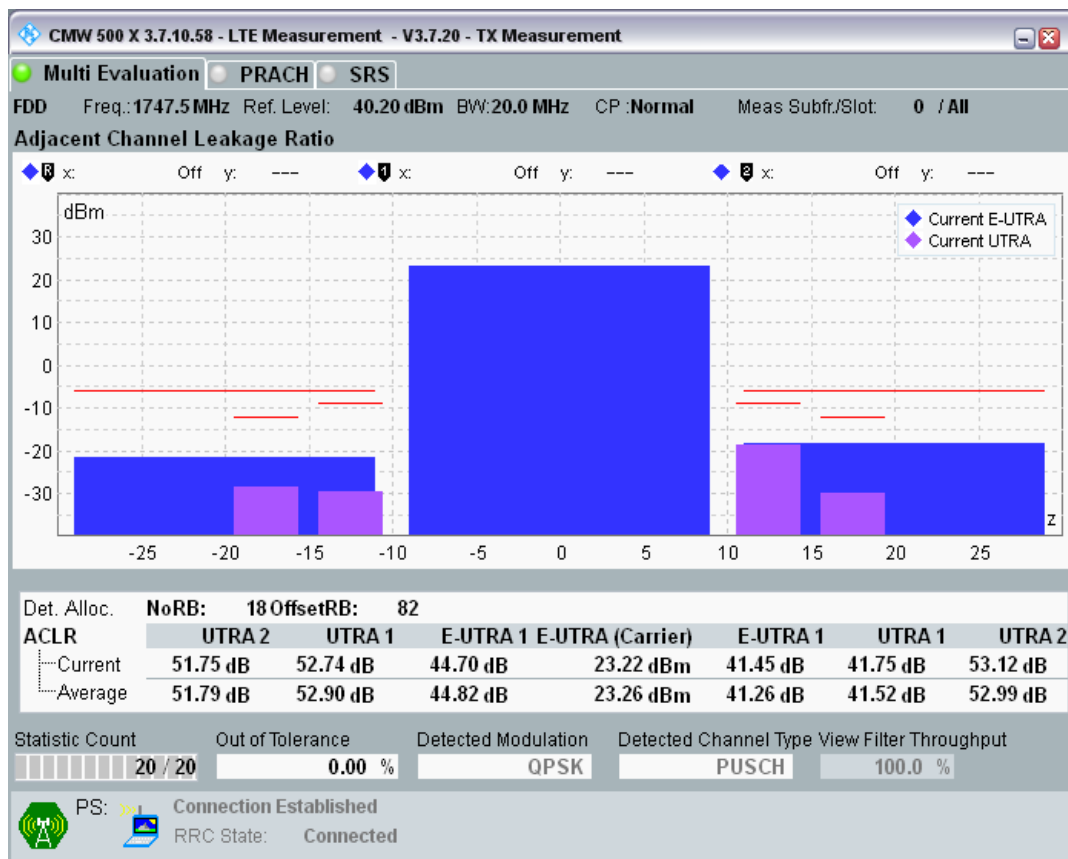 CMW 500 X 3.7.10.58 - LTE Measurement - V3.7.20 - TX Measurement
Multi Evaluation PRACH SRS
FDD Freq.:1747.5 MHz Ref. Level: 40.20 dBm BW:20.0 MHz CP :Normal Meas Subfr./Slot: 0 / All
Adjacent Channel Leakage Ratio
R x: Off y: --- 1 x: Off y: --- 2 x: Off y: ---
dBm
Current E-UTRA
Current UTRA
30
20
10
0
-10
-20
-30
z
-25 -20 -15 -10 -5 0 5 10 15 20 25
Det. Alloc. NoRB: 18 OffsetRB: 82
ACLR UTRA 2 UTRA 1 E-UTRA 1 E-UTRA (Carrier) E-UTRA 1 UTRA 1 UTRA 2
Current 51.75 dB 52.74 dB 44.70 dB 23.22 dBm 41.45 dB 41.75 dB 53.12 dB
Average 51.79 dB 52.90 dB 44.82 dB 23.26 dBm 41.26 dB 41.52 dB 52.99 dB
Statistic Count Out of Tolerance Detected Modulation Detected Channel Type View Filter Throughput
20 / 20 0.00 % QPSK PUSCH 100.0 %
PS: Connection Established
RRC State: Connected